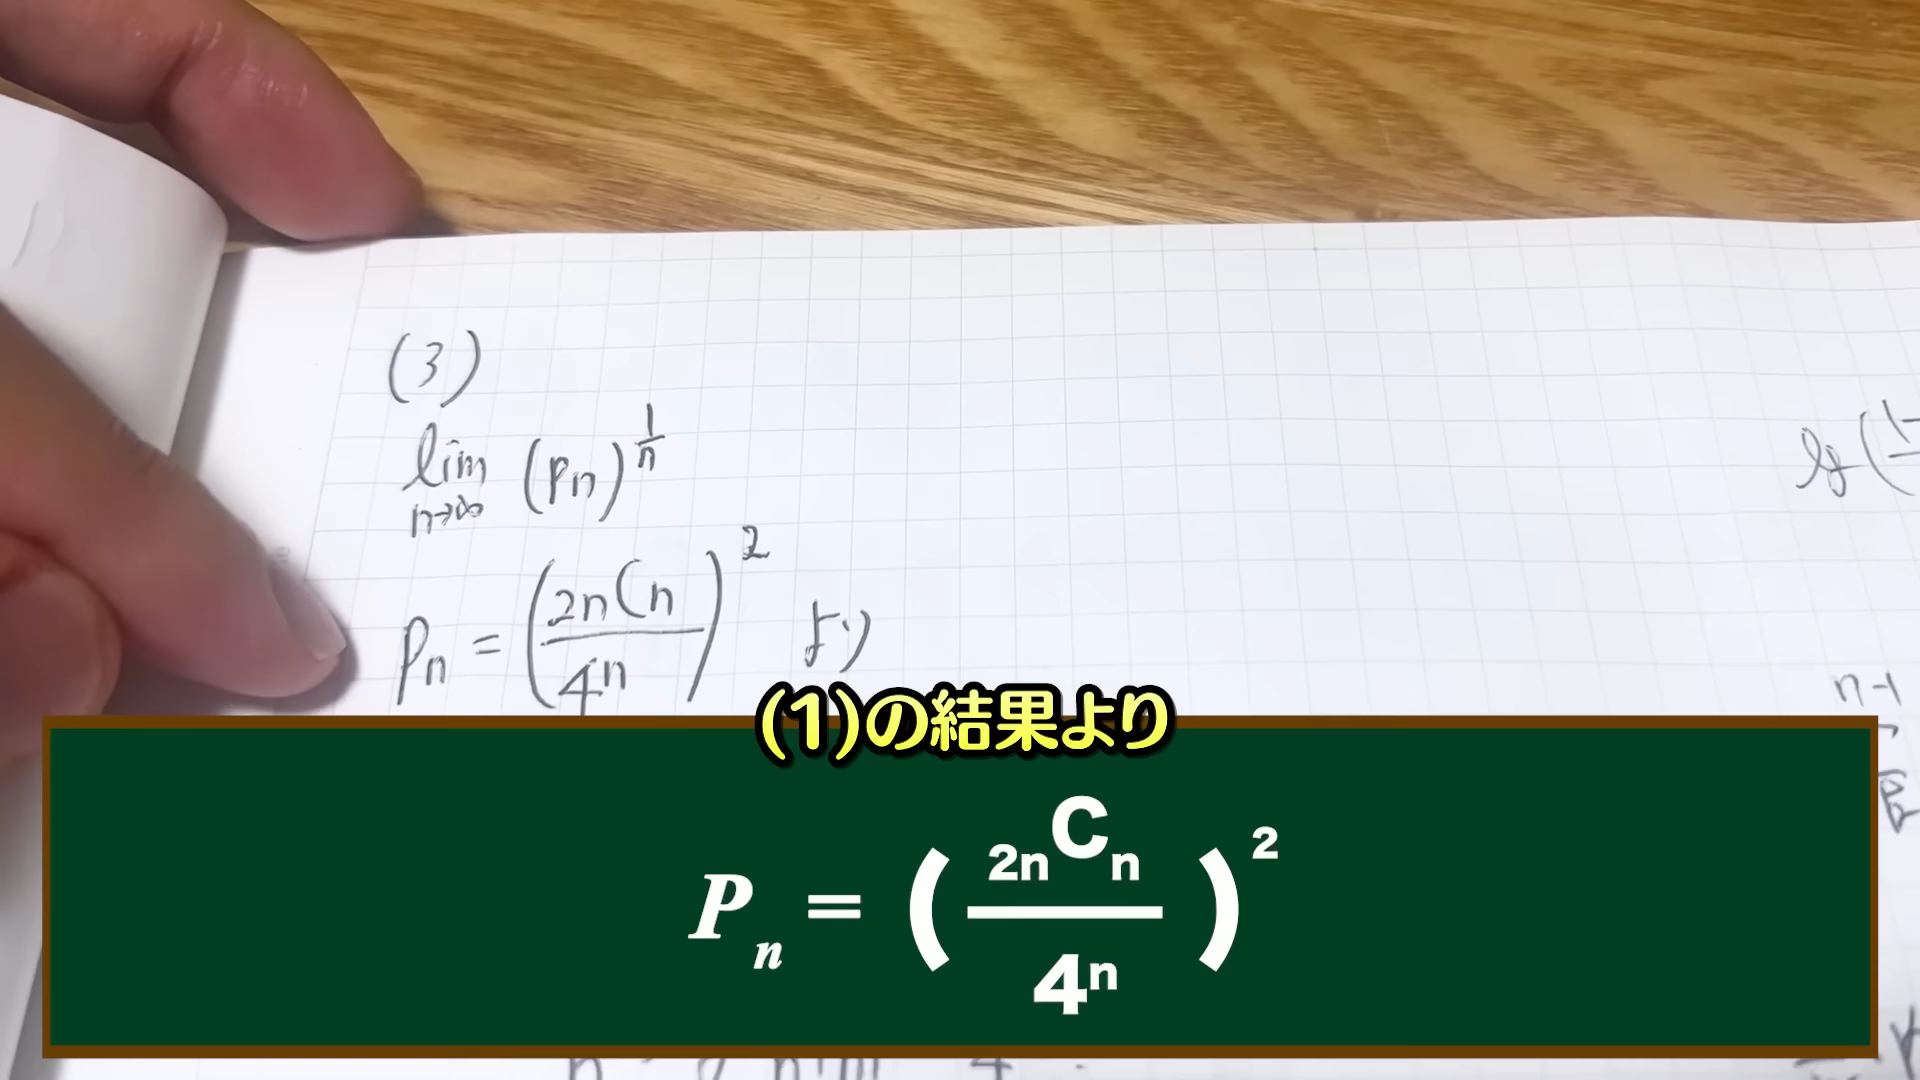 (3)
lim (pn)^1/n
n→∞
pn = (2nCn / 4^n)^2 より
(1)の結果より
Pn = (2nCn / 4^n)^2
n-1